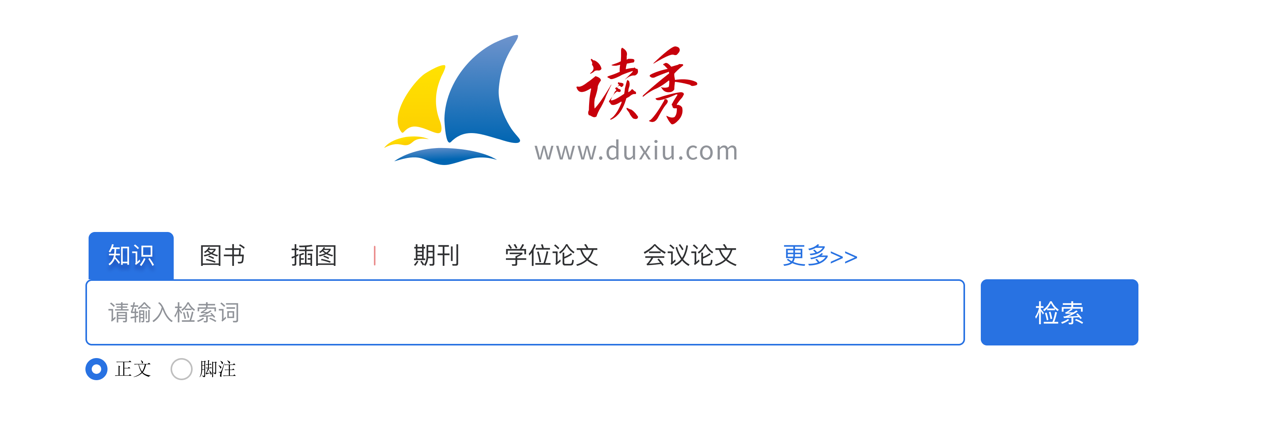 读秀
www.duxiu.com
知识 图书 插图 | 期刊 学位论文 会议论文 更多>>
请输入检索词 检索
正文 脚注